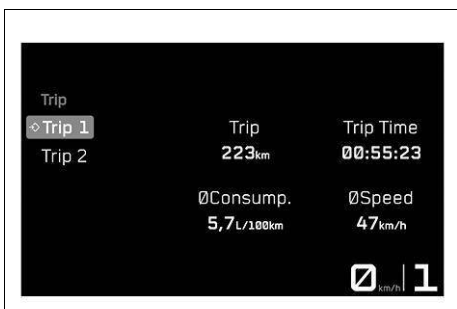 Trip
Trip 1
Trip 2
Trip
223km
Trip Time
00:55:23
ØConsump.
5,7L/100km
ØSpeed
47km/h
0km/h 1